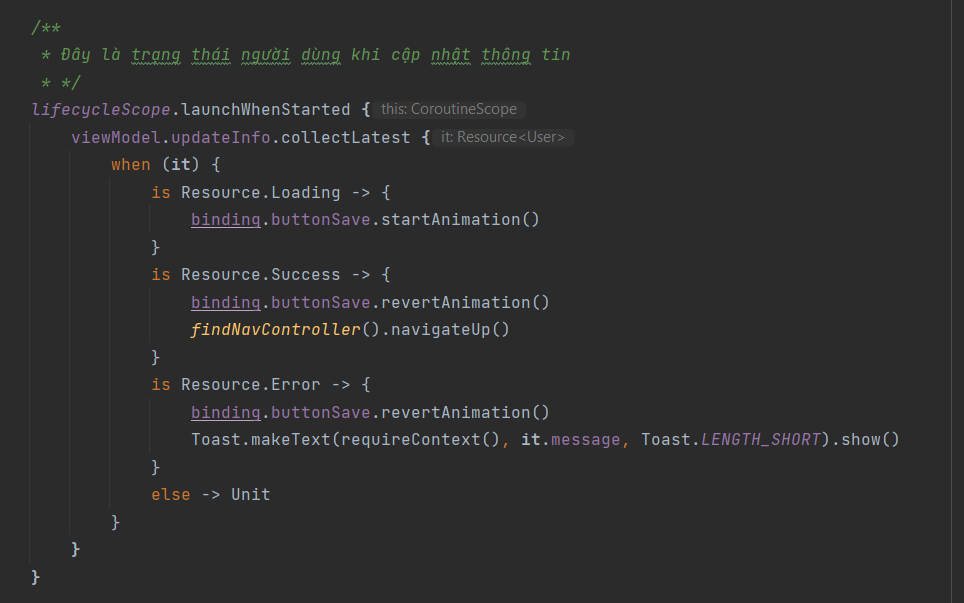 /**
 * Đây là trạng thái người dùng khi cập nhật thông tin
 * */
lifecycleScope.launchWhenStarted { this: CoroutineScope
    viewModel.updateInfo.collectLatest { it: Resource<User>
        when (it) {
            is Resource.Loading -> {
                binding.buttonSave.startAnimation()
            }
            is Resource.Success -> {
                binding.buttonSave.revertAnimation()
                findNavController().navigateUp()
            }
            is Resource.Error -> {
                binding.buttonSave.revertAnimation()
                Toast.makeText(requireContext(), it.message, Toast.LENGTH_SHORT).show()
            }
            else -> Unit
        }
    }
}